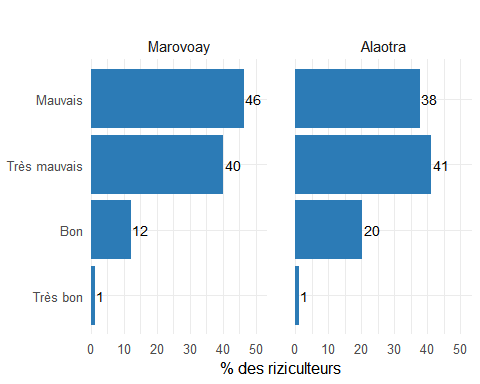 Marovoay Alaotra
Mauvais 46 38
Très mauvais 40 41
Bon 12 20
Très bon 1 1
0 10 20 30 40 50 0 10 20 30 40 50
% des riziculteurs